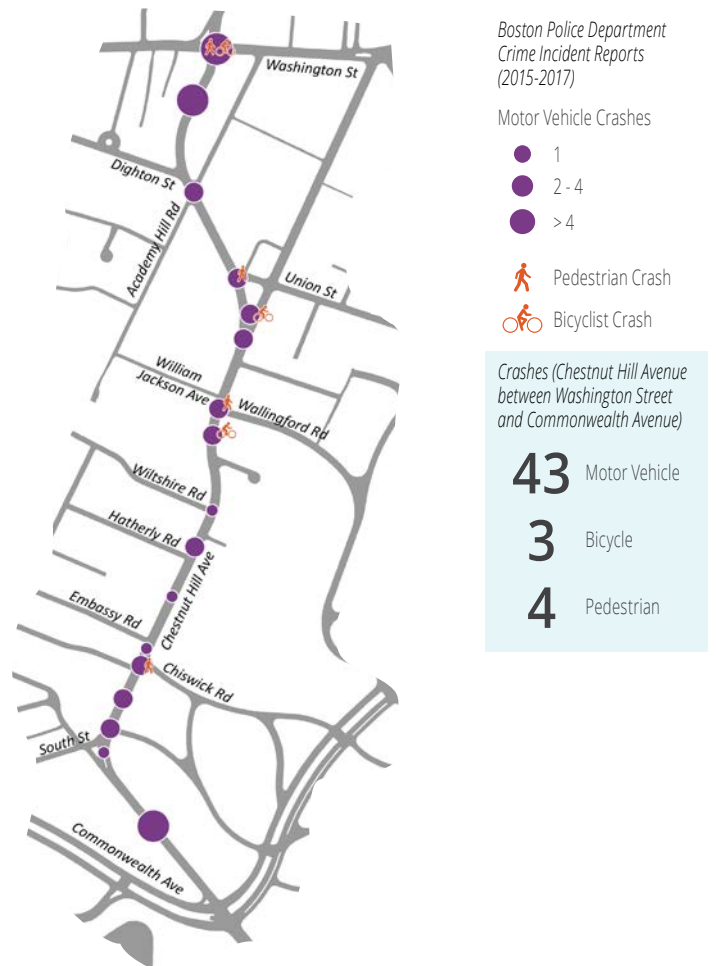 Washington St
Dighton St
Academy Hill Rd
Union St
William
Jackson Ave
Wallingford Rd
Wiltshire Rd
Hatherly Rd
Chestnut Hill Ave
Embassy Rd
Chiswick Rd
South St
Commonwealth Ave
Boston Police Department
Crime Incident Reports
(2015-2017)
Motor Vehicle Crashes
1
2 - 4
> 4
Pedestrian Crash
Bicyclist Crash
Crashes (Chestnut Hill Avenue
between Washington Street
and Commonwealth Avenue)
43 Motor Vehicle
3 Bicycle
4 Pedestrian